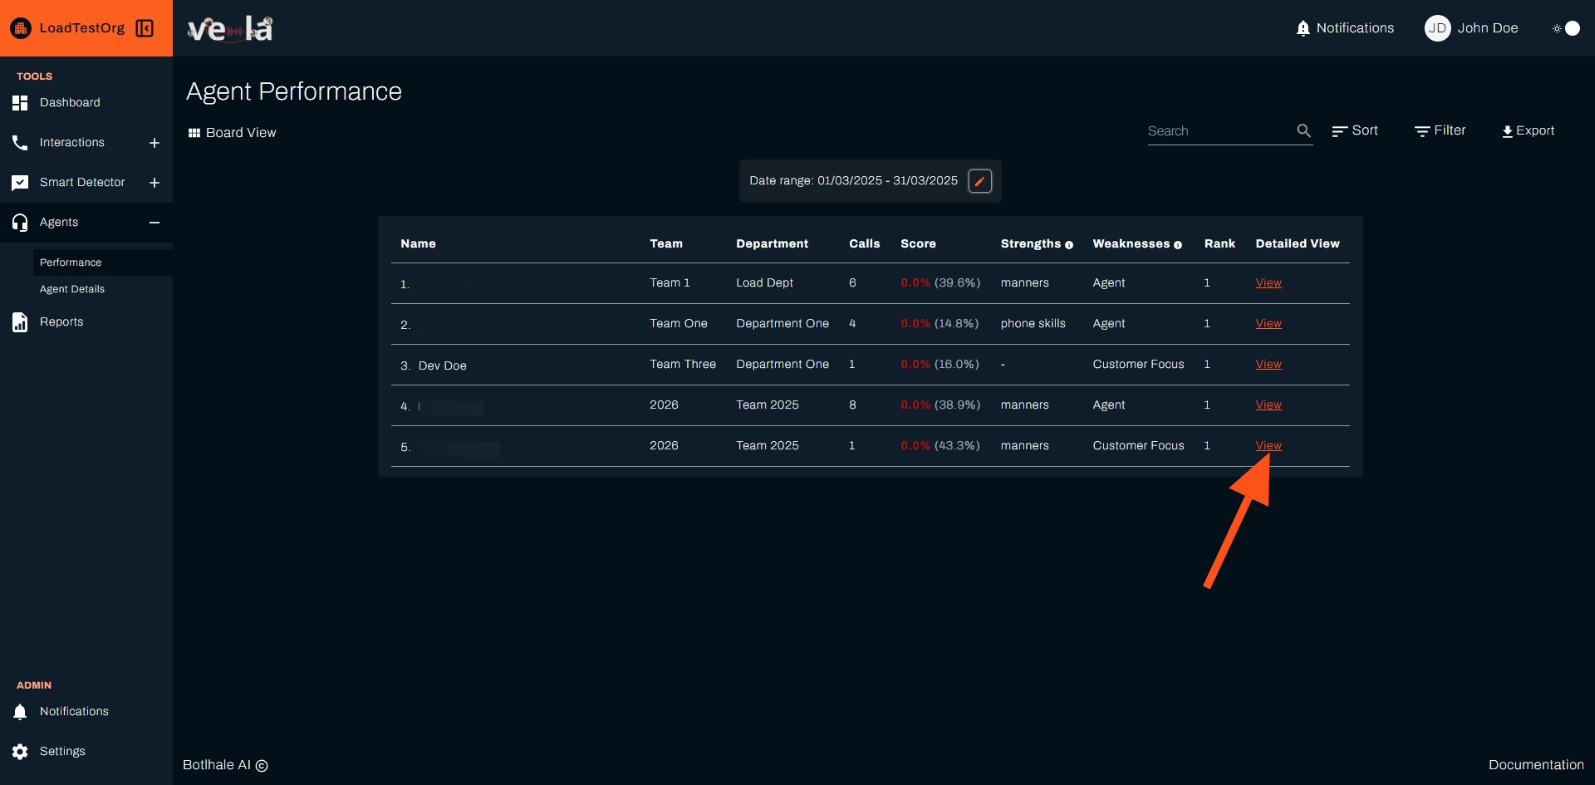 LoadTestOrg
vela
Notifications
JD John Doe
TOOLS
Dashboard
Interactions +
Smart Detector +
Agents −
Performance
Agent Details
Reports
Agent Performance
Board View
Search
Sort
Filter
Export
Date range: 01/03/2025 - 31/03/2025
Name Team Department Calls Score Strengths Weaknesses Rank Detailed View
1. Team 1 Load Dept 6 0.0% (39.6%) manners Agent 1 View
2. Team One Department One 4 0.0% (14.8%) phone skills Agent 1 View
3. Dev Doe Team Three Department One 1 0.0% (16.0%) - Customer Focus 1 View
4. 2026 Team 2025 8 0.0% (38.9%) manners Agent 1 View
5. 2026 Team 2025 1 0.0% (43.3%) manners Customer Focus 1 View
ADMIN
Notifications
Settings
Botlhale AI ©
Documentation